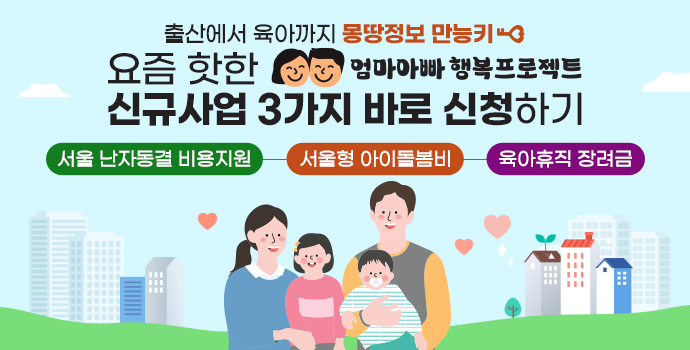 출산에서 육아까지 몽땅정보 만능키
요즘 핫한 엄마아빠 행복프로젝트
신규사업 3가지 바로 신청하기
서울 난자동결 비용지원 서울형 아이돌봄비 육아휴직 장려금